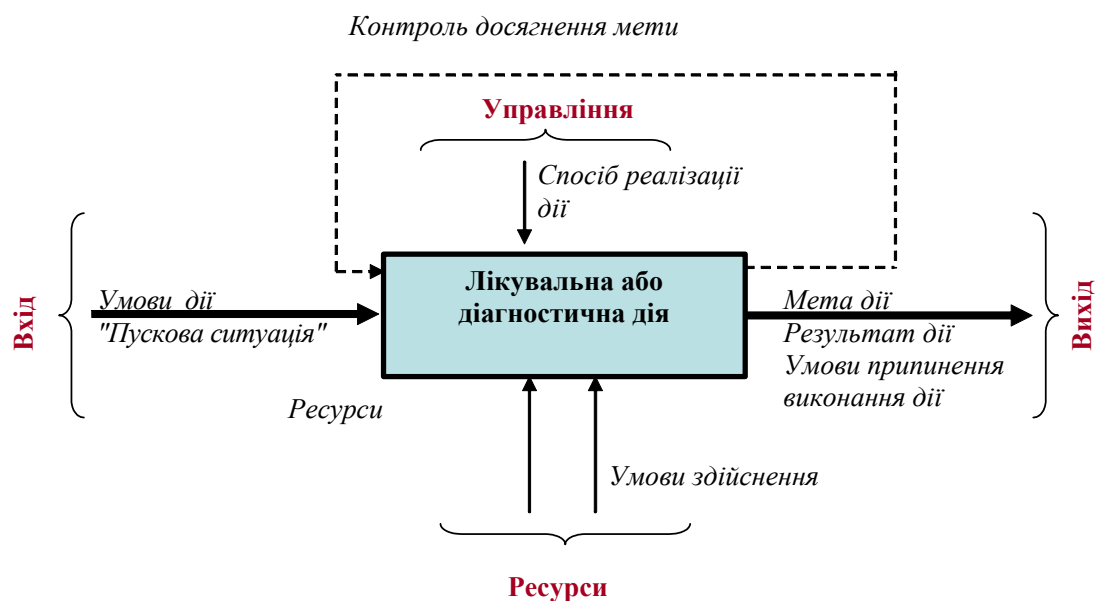 Контроль досягнення мети
Управління
Спосіб реалізації
дії
Вхід
Умови дії
"Пускова ситуація"
Лікувальна або
діагностична дія
Мета дії
Результат дії
Умови припинення
виконання дії
Вихід
Ресурси
Умови здійснення
Ресурси